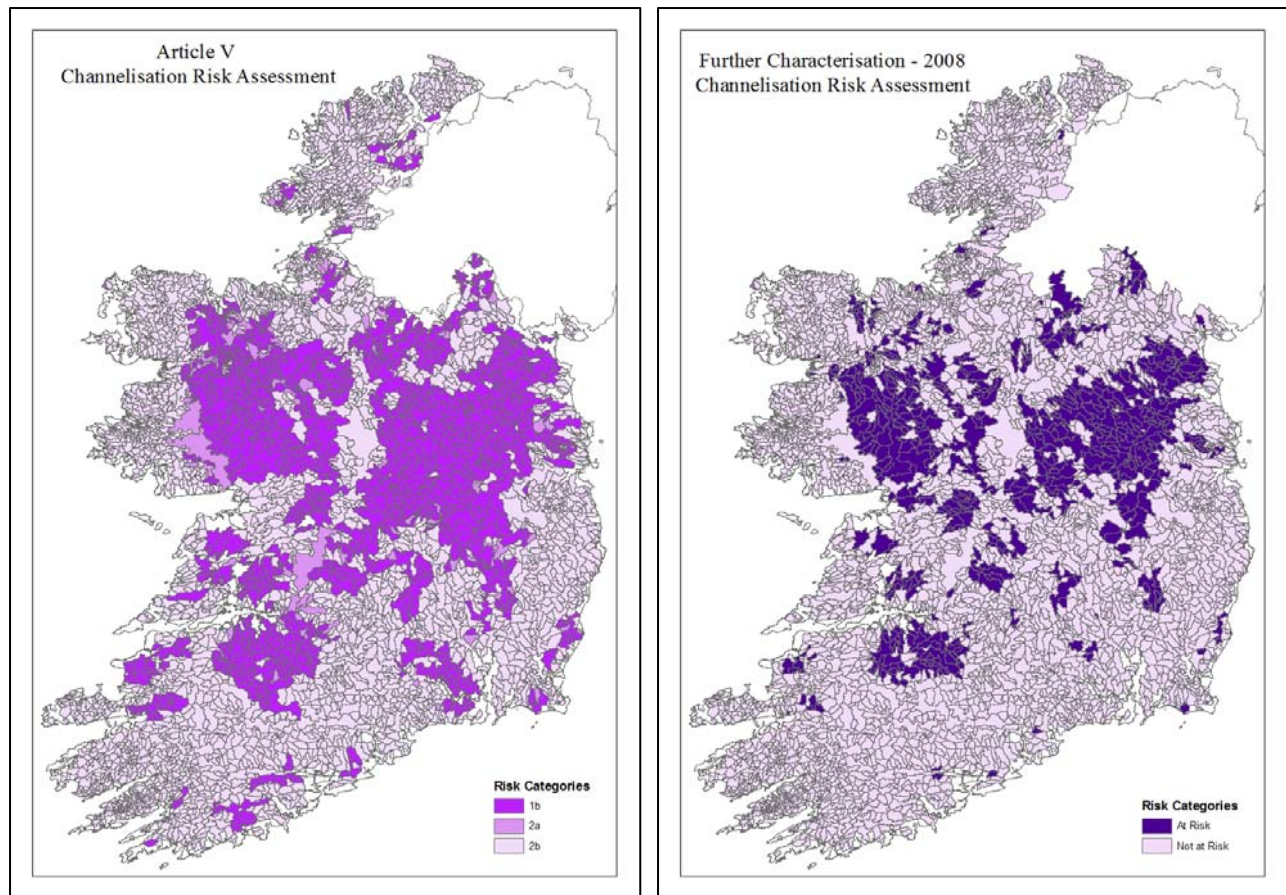 Article V
Channelisation Risk Assessment
Risk Categories
1b
2a
2b
Further Characterisation - 2008
Channelisation Risk Assessment
Risk Categories
At Risk
Not at Risk